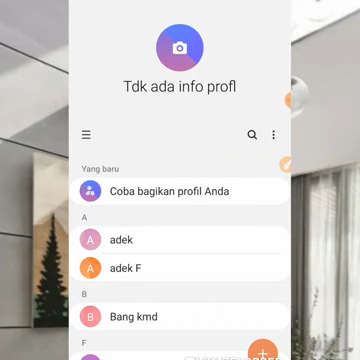 Tdk ada info profl
Yang baru
Coba bagikan profil Anda
A
A adek
A adek F
B
B Bang kmd
F